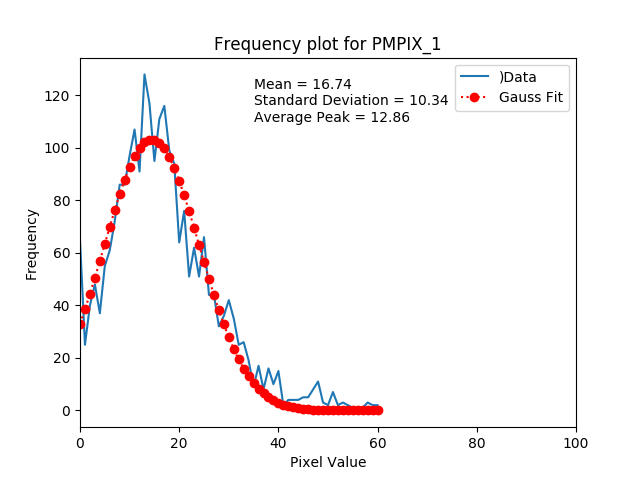 Frequency plot for PMPIX_1
Mean = 16.74
Standard Deviation = 10.34
Average Peak = 12.86
)Data
Gauss Fit
Frequency
120
100
80
60
40
20
0
0 20 40 60 80 100
Pixel Value